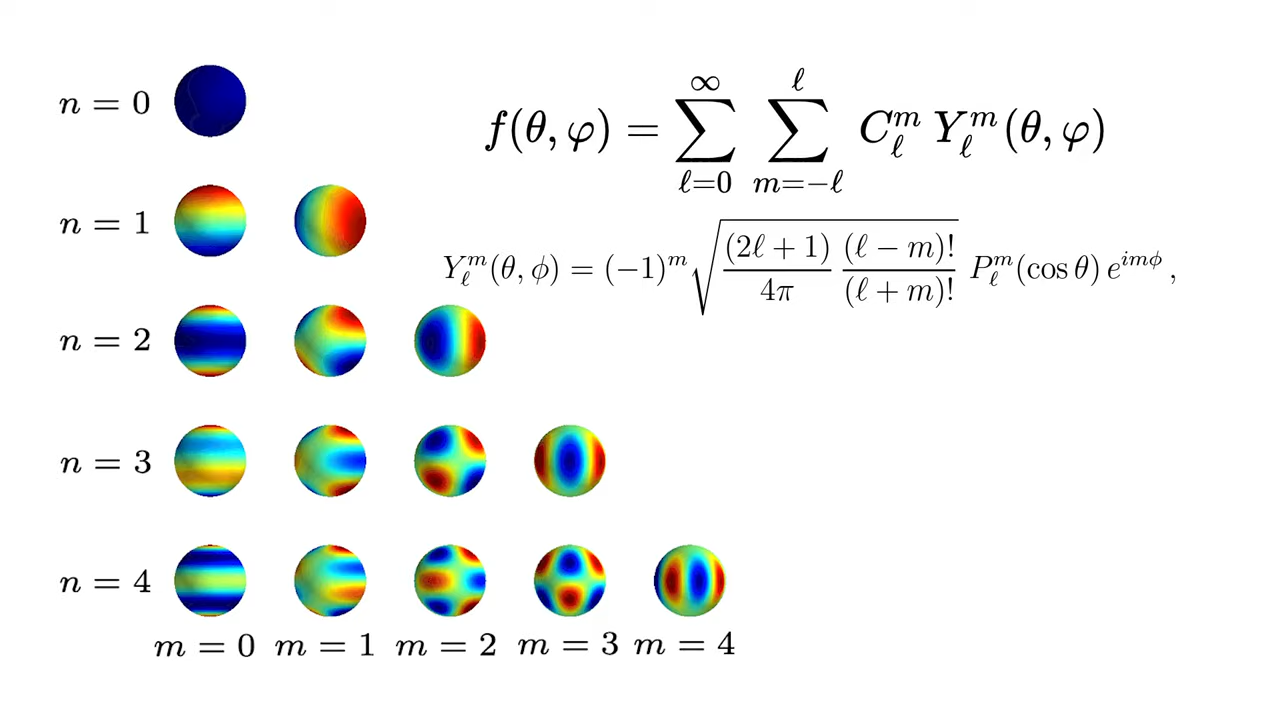 n = 0
f(θ, φ) = ∑_{ℓ=0}^{∞} ∑_{m=−ℓ}^{ℓ} C_ℓ^m Y_ℓ^m(θ, φ)
n = 1
Y_ℓ^m(θ, ϕ) = (−1)^m √((2ℓ + 1)/4π (ℓ − m)!/(ℓ + m)!) P_ℓ^m(cos θ) e^{imϕ} ,
n = 2
n = 3
n = 4
m = 0 m = 1 m = 2 m = 3 m = 4